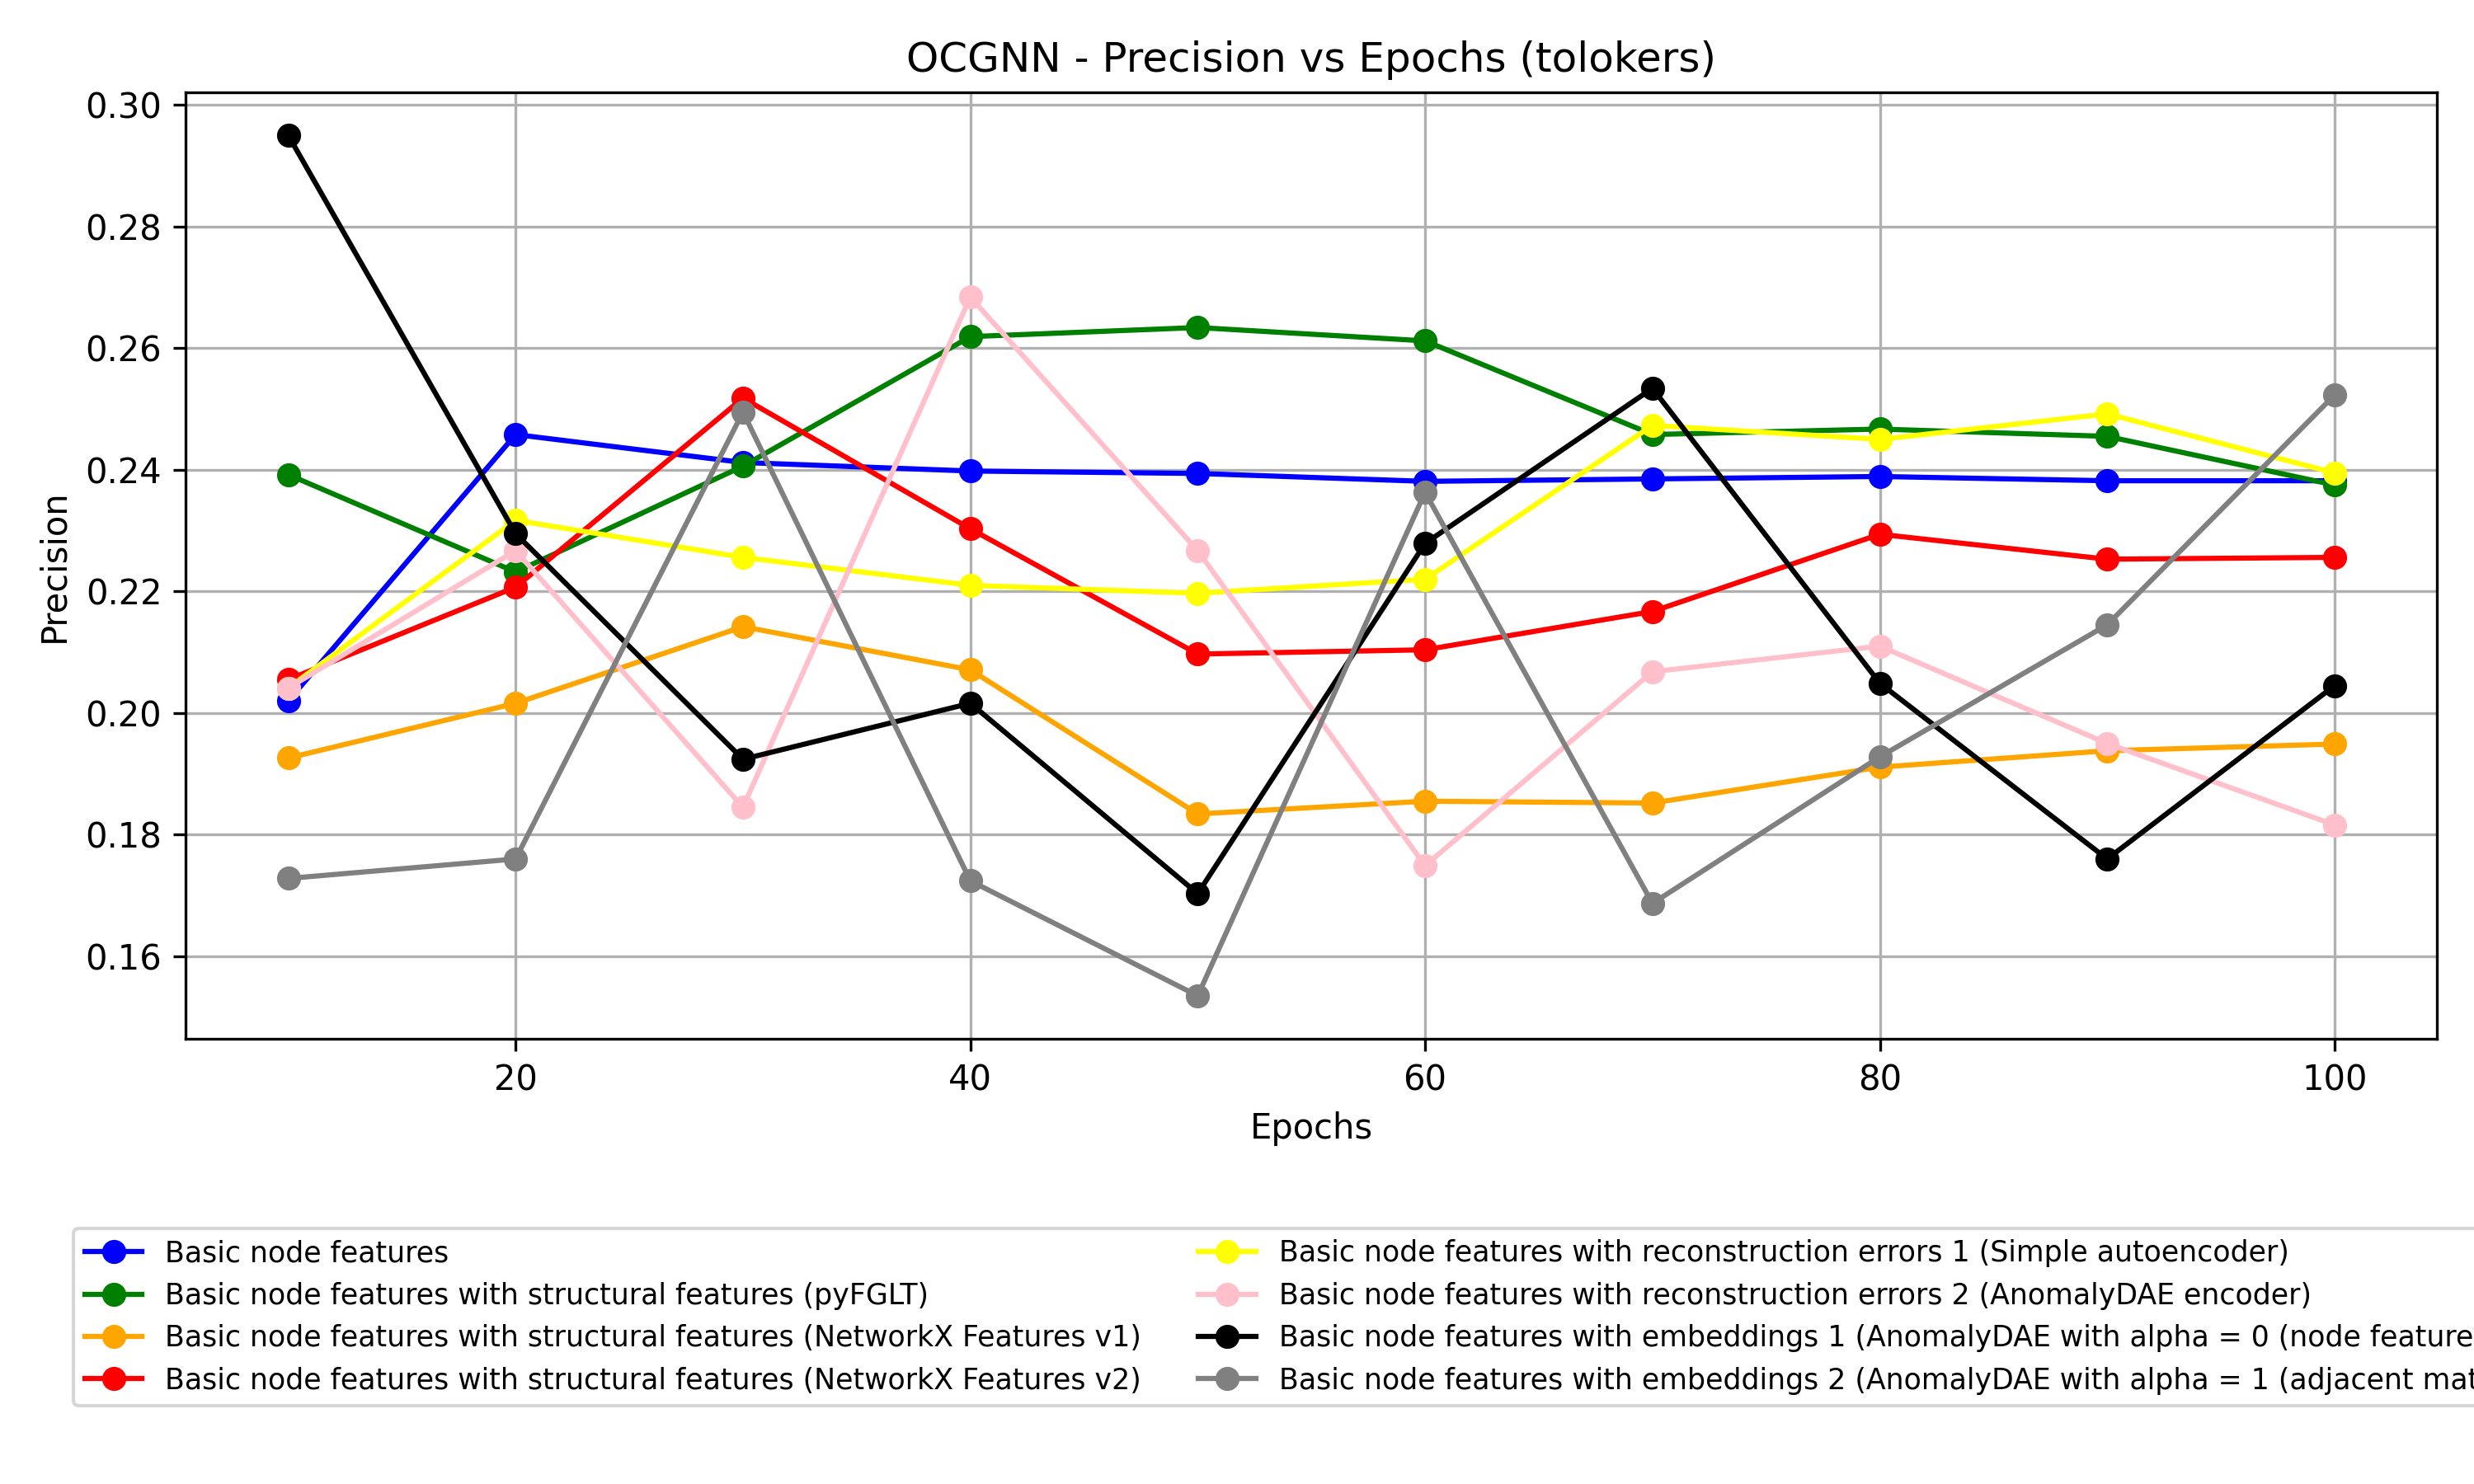 OCGNN - Precision vs Epochs (tolokers)
0.30
0.28
0.26
0.24
0.22
0.20
0.18
0.16
Precision
20 40 60 80 100
Epochs
Basic node features
Basic node features with structural features (pyFGLT)
Basic node features with structural features (NetworkX Features v1)
Basic node features with structural features (NetworkX Features v2)
Basic node features with reconstruction errors 1 (Simple autoencoder)
Basic node features with reconstruction errors 2 (AnomalyDAE encoder)
Basic node features with embeddings 1 (AnomalyDAE with alpha = 0 (node feature
Basic node features with embeddings 2 (AnomalyDAE with alpha = 1 (adjacent mat